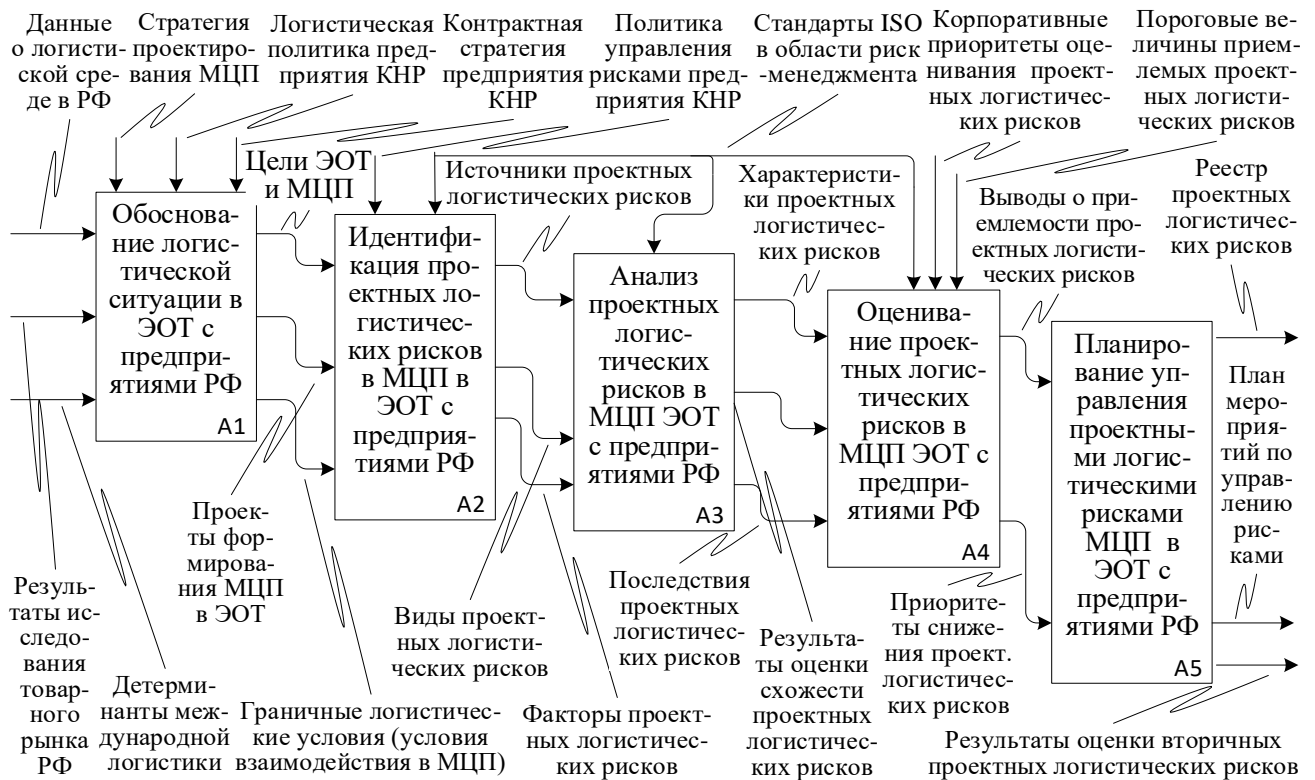 Данные
о логисти-
ской сре-
де в РФ
Стратегия
проектиро-
вания МЦП
Логистическая
политика пред-
приятия КНР
Контрактная
стратегия
предприятия
КНР
Политика
управления
рисками пред-
приятия КНР
Стандарты ISO
в области риск
-менеджмента
Корпоративные
приоритеты оце-
нивания проект-
ных логистичес-
ких рисков
Пороговые ве-
личины прием-
лемых проект-
ных логисти-
ческих рисков
Цели ЭОТ
и МЦП
Источники проектных
логистических рисков
Характеристи-
ки проектных
логистичес-
ких рисков
Выводы о при-
емлемости про-
ектных логисти-
ческих рисков
Реестр
проектных
логистичес-
ких рисков
Обоснова-
ние логис-
тической
ситуации в
ЭОТ с
предпри-
ятиями РФ
A1
Идентифи-
кация про-
ектных ло-
гистичес-
ких рисков
в МЦП в
ЭОТ с
предприя-
тиями РФ
A2
Анализ
проектных
логис-
тических
рисков в
МЦП ЭОТ
с предпри-
ятиями РФ
A3
Оценива-
ние проек-
тных логис-
тических
рисков в
МЦП ЭОТ с
предприя-
тиями РФ
A4
Планиро-
вание уп-
равления
проектны-
ми логис-
тическими
рисками
МЦП в
ЭОТ с
предпри-
ятиями РФ
A5
План
меро-
прия-
тий по
управ-
лению
рис-
ками
Резуль-
таты ис-
следо-
вания
товар-
ного
рынка
РФ
Детерми-
нанты меж-
дународной
логистики
Проек-
ты фор-
мирова-
ния МЦП
в ЭОТ
Граничные логистичес-
кие условия (условия
взаимодействия в МЦП)
Виды проект-
ных логисти-
ческих рисков
Факторы проект-
ных логистичес-
ких рисков
Последствия
проектных
логистичес-
ких рисков
Результа-
ты оценки
схожести
проектных
логистичес-
ких рисков
Приорите-
ты сниже-
ния проект.
логистичес-
ких рисков
Результаты оценки вторичных
проектных логистических рисков